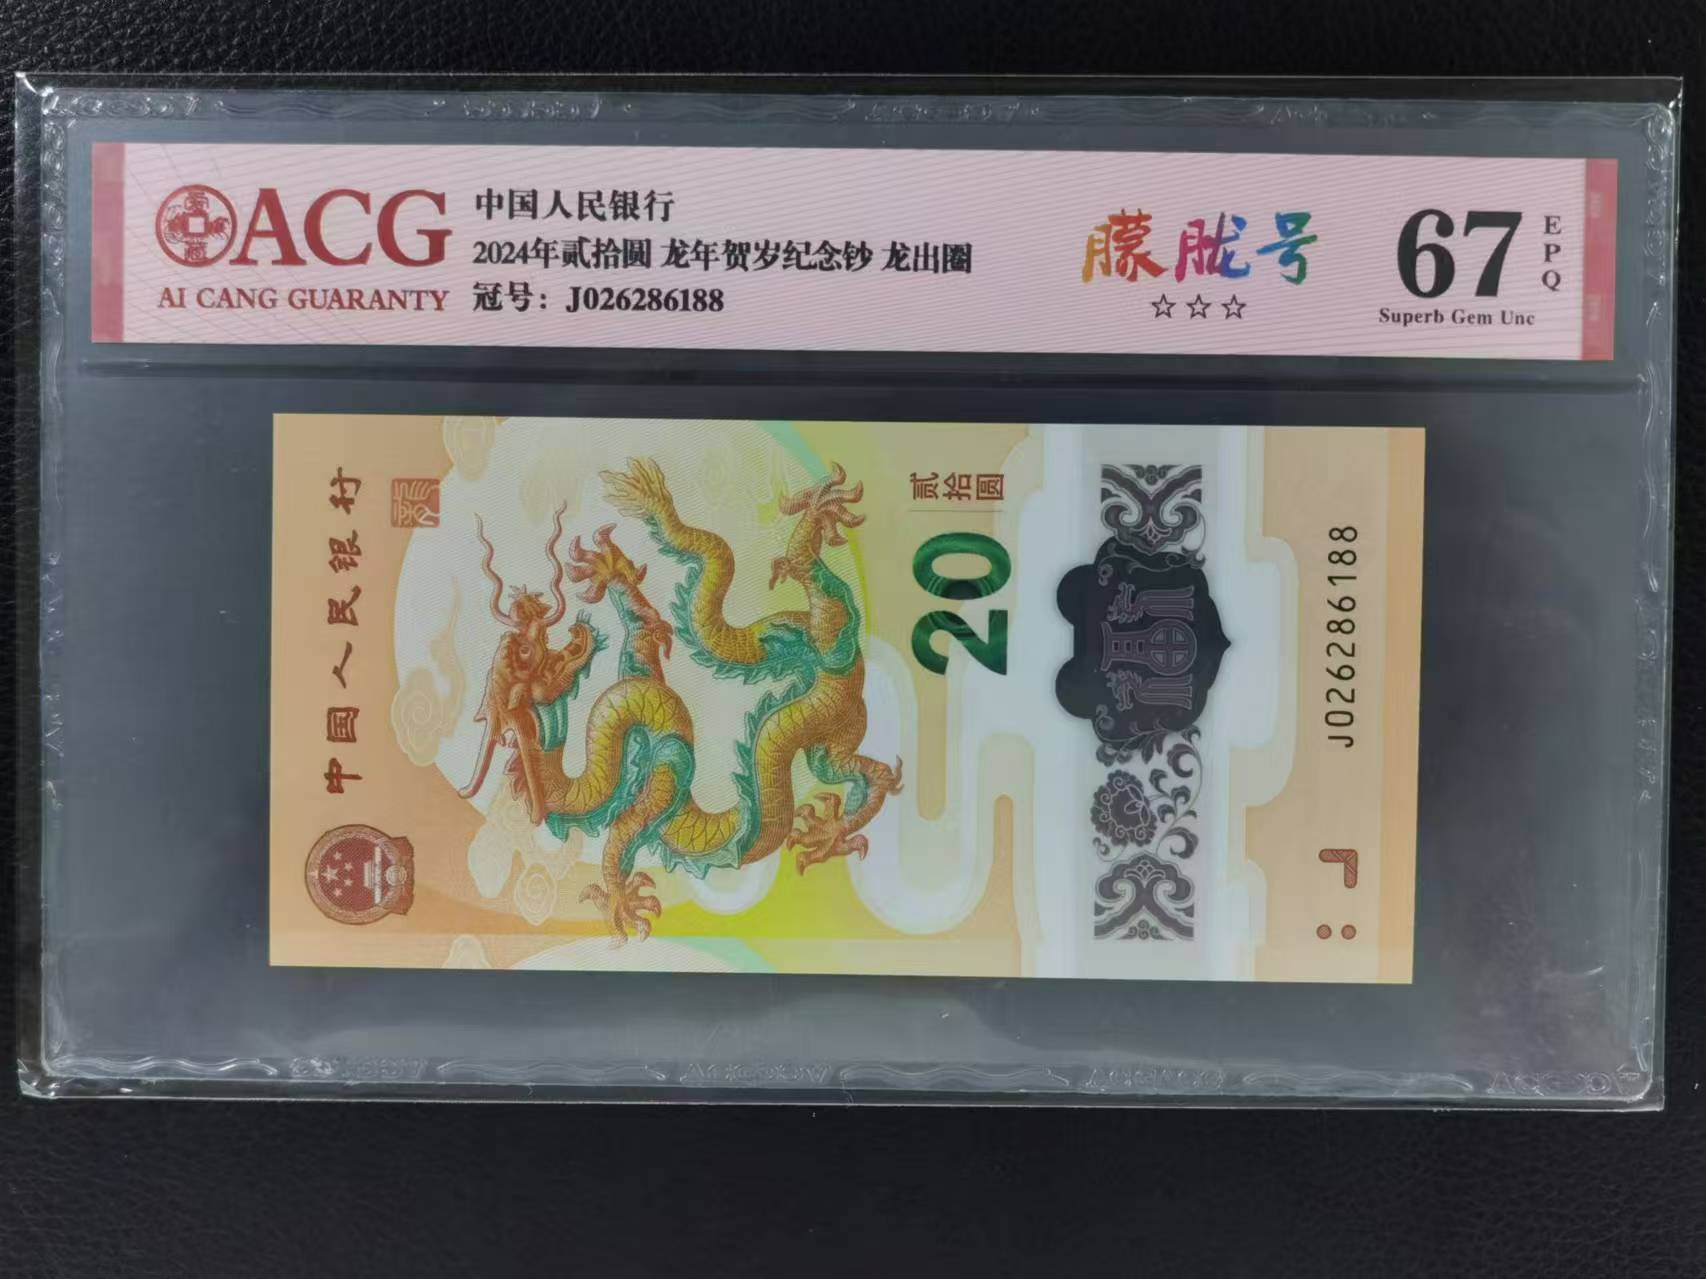 ACG
AI CANG GUARANTY
中国人民银行
2024年贰拾圆 龙年贺岁纪念钞 龙出圈
冠号：J026286188
朦胧号
☆☆☆
67
EPQ
Superb Gem Unc
中国人民银行
贰拾圆
20
J026286188